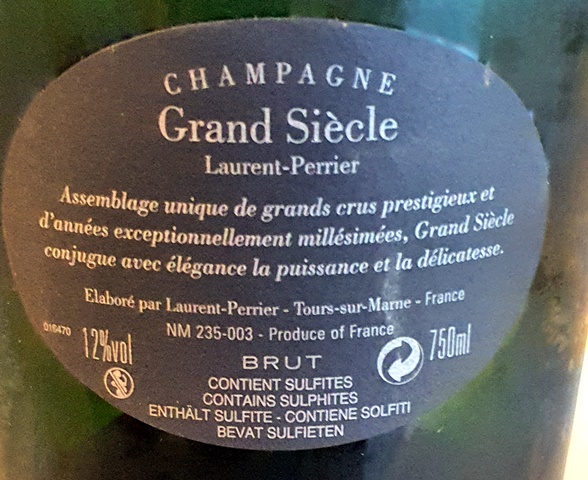 CHAMPAGNE
Grand Siècle
Laurent-Perrier
Assemblage unique de grands crus prestigieux et
d'années exceptionnellement millésimées, Grand Siècle
conjugue avec élégance la puissance et la délicatesse.
Elaboré par Laurent-Perrier - Tours-sur-Marne - France
NM 235-003 - Produce of France
016470
12%vol
750ml
BRUT
CONTIENT SULFITES
CONTAINS SULPHITES
ENTHÄLT SULFITE - CONTIENE SOLFITI
BEVAT SULFIETEN